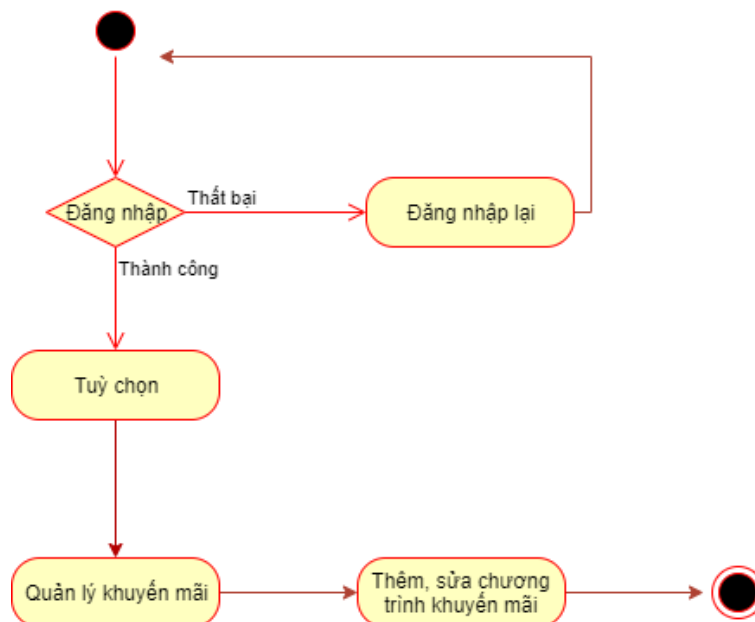 Đăng nhập
Thất bại
Đăng nhập lại
Thành công
Tuỳ chọn
Quản lý khuyến mãi
Thêm, sửa chương
trình khuyến mãi